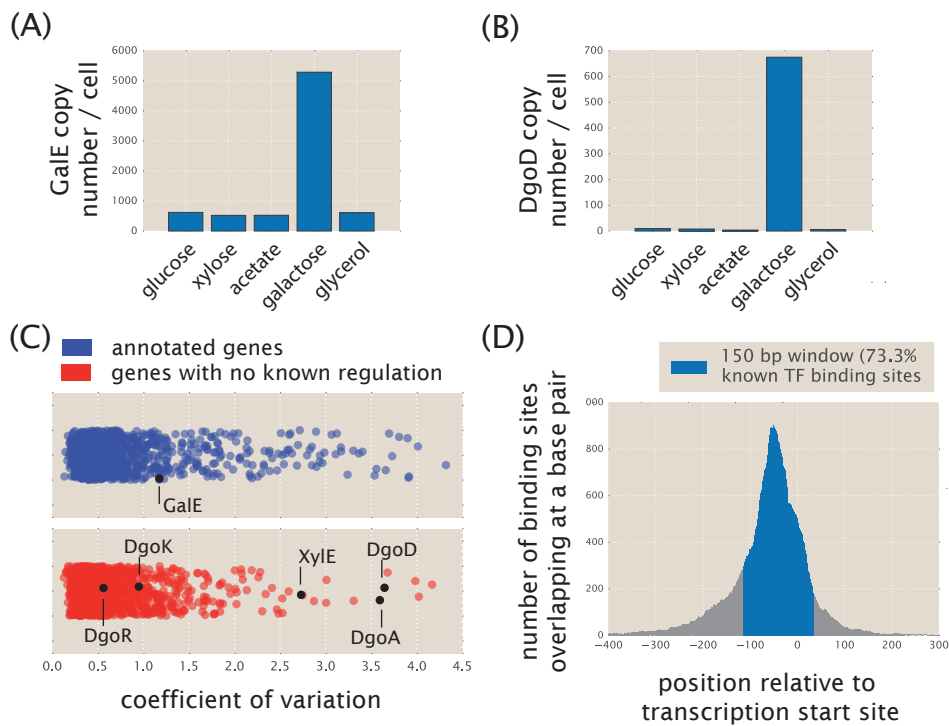 (A)
GalE copy
number / cell
6000
5000
4000
3000
2000
1000
0
glucose
xylose
acetate
galactose
glycerol
(B)
DgoD copy
number / cell
700
600
500
400
300
200
100
0
glucose
xylose
acetate
galactose
glycerol
(C)
annotated genes
genes with no known regulation
GalE
DgoK
XylE
DgoD
DgoR
DgoA
0.0 0.5 1.0 1.5 2.0 2.5 3.0 3.5 4.0 4.5
coefficient of variation
(D)
150 bp window (73.3%
known TF binding sites
number of binding sites
overlapping at a base pair
090
800
600
400
200
00
−400 −300 −200 −100 0 100 200 300
position relative to
transcription start site